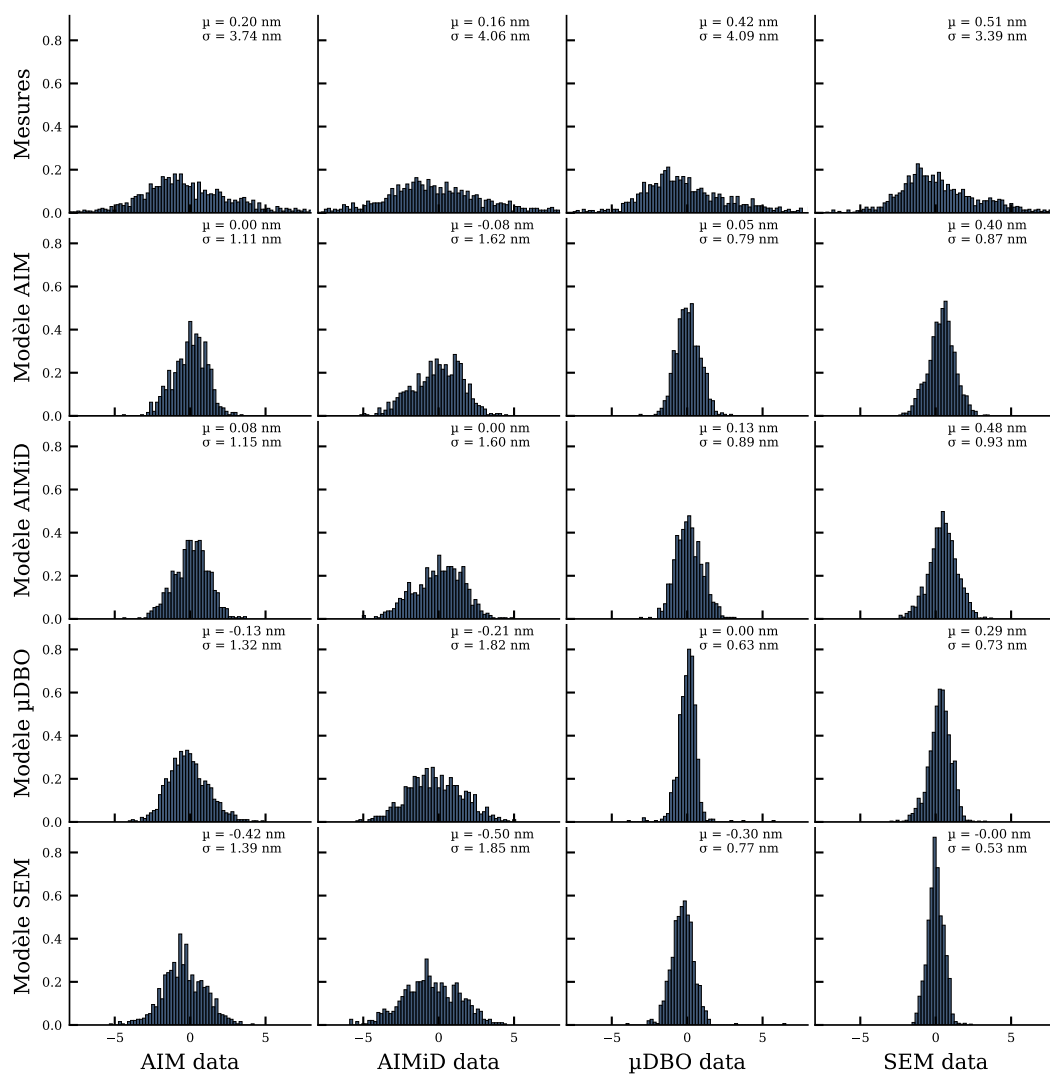 Mesures
0.8
0.6
0.4
0.2
0.0
µ = 0.20 nm
σ = 3.74 nm
µ = 0.16 nm
σ = 4.06 nm
µ = 0.42 nm
σ = 4.09 nm
µ = 0.51 nm
σ = 3.39 nm
−5
0
5
−5
0
5
−5
0
5
Modèle AIM
0.8
0.6
0.4
0.2
0.0
µ = 0.00 nm
σ = 1.11 nm
µ = -0.08 nm
σ = 1.62 nm
µ = 0.05 nm
σ = 0.79 nm
µ = 0.40 nm
σ = 0.87 nm
Modèle AIMiD
0.8
0.6
0.4
0.2
0.0
µ = 0.08 nm
σ = 1.15 nm
µ = 0.00 nm
σ = 1.60 nm
µ = 0.13 nm
σ = 0.89 nm
µ = 0.48 nm
σ = 0.93 nm
Modèle µDBO
0.8
0.6
0.4
0.2
0.0
µ = -0.13 nm
σ = 1.32 nm
µ = -0.21 nm
σ = 1.82 nm
µ = 0.00 nm
σ = 0.63 nm
µ = 0.29 nm
σ = 0.73 nm
Modèle SEM
0.8
0.6
0.4
0.2
0.0
µ = -0.42 nm
σ = 1.39 nm
µ = -0.50 nm
σ = 1.85 nm
µ = -0.30 nm
σ = 0.77 nm
µ = -0.00 nm
σ = 0.53 nm
−5
0
5
−5
0
5
−5
0
5
−5
0
5
AIM data
AIMiD data
µDBO data
SEM data